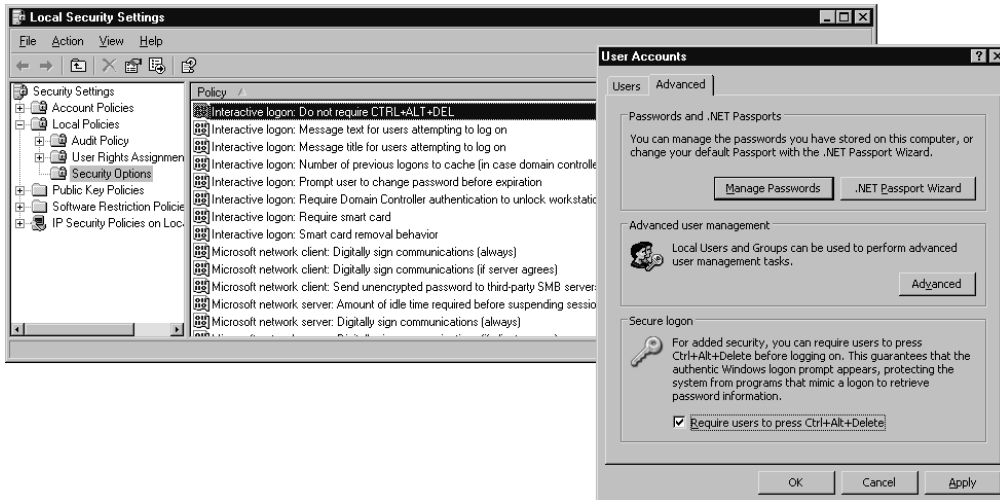 Local Security Settings
File Action View Help
Security Settings
Account Policies
Local Policies
Audit Policy
User Rights Assignmen
Security Options
Public Key Policies
Software Restriction Policie
IP Security Policies on Loc
Policy
Interactive logon: Do not require CTRL+ALT+DEL
Interactive logon: Message text for users attempting to log on
Interactive logon: Message title for users attempting to log on
Interactive logon: Number of previous logons to cache (in case domain controlle
Interactive logon: Prompt user to change password before expiration
Interactive logon: Require Domain Controller authentication to unlock workstatic
Interactive logon: Require smart card
Interactive logon: Smart card removal behavior
Microsoft network client: Digitally sign communications (always)
Microsoft network client: Digitally sign communications (if server agrees)
Microsoft network client: Send unencrypted password to third-party SMB server
Microsoft network server: Amount of idle time required before suspending sessio
Microsoft network server: Digitally sign communications (always)
User Accounts
Users Advanced
Passwords and .NET Passports
You can manage the passwords you have stored on this computer, or
change your default Passport with the .NET Passport Wizard.
Manage Passwords .NET Passport Wizard
Advanced user management
Local Users and Groups can be used to perform advanced
user management tasks.
Advanced
Secure logon
For added security, you can require users to press
Ctrl+Alt+Delete before logging on. This guarantees that the
authentic Windows logon prompt appears, protecting the
system from programs that mimic a logon to retrieve
password information.
Require users to press Ctrl+Alt+Delete
OK Cancel Apply